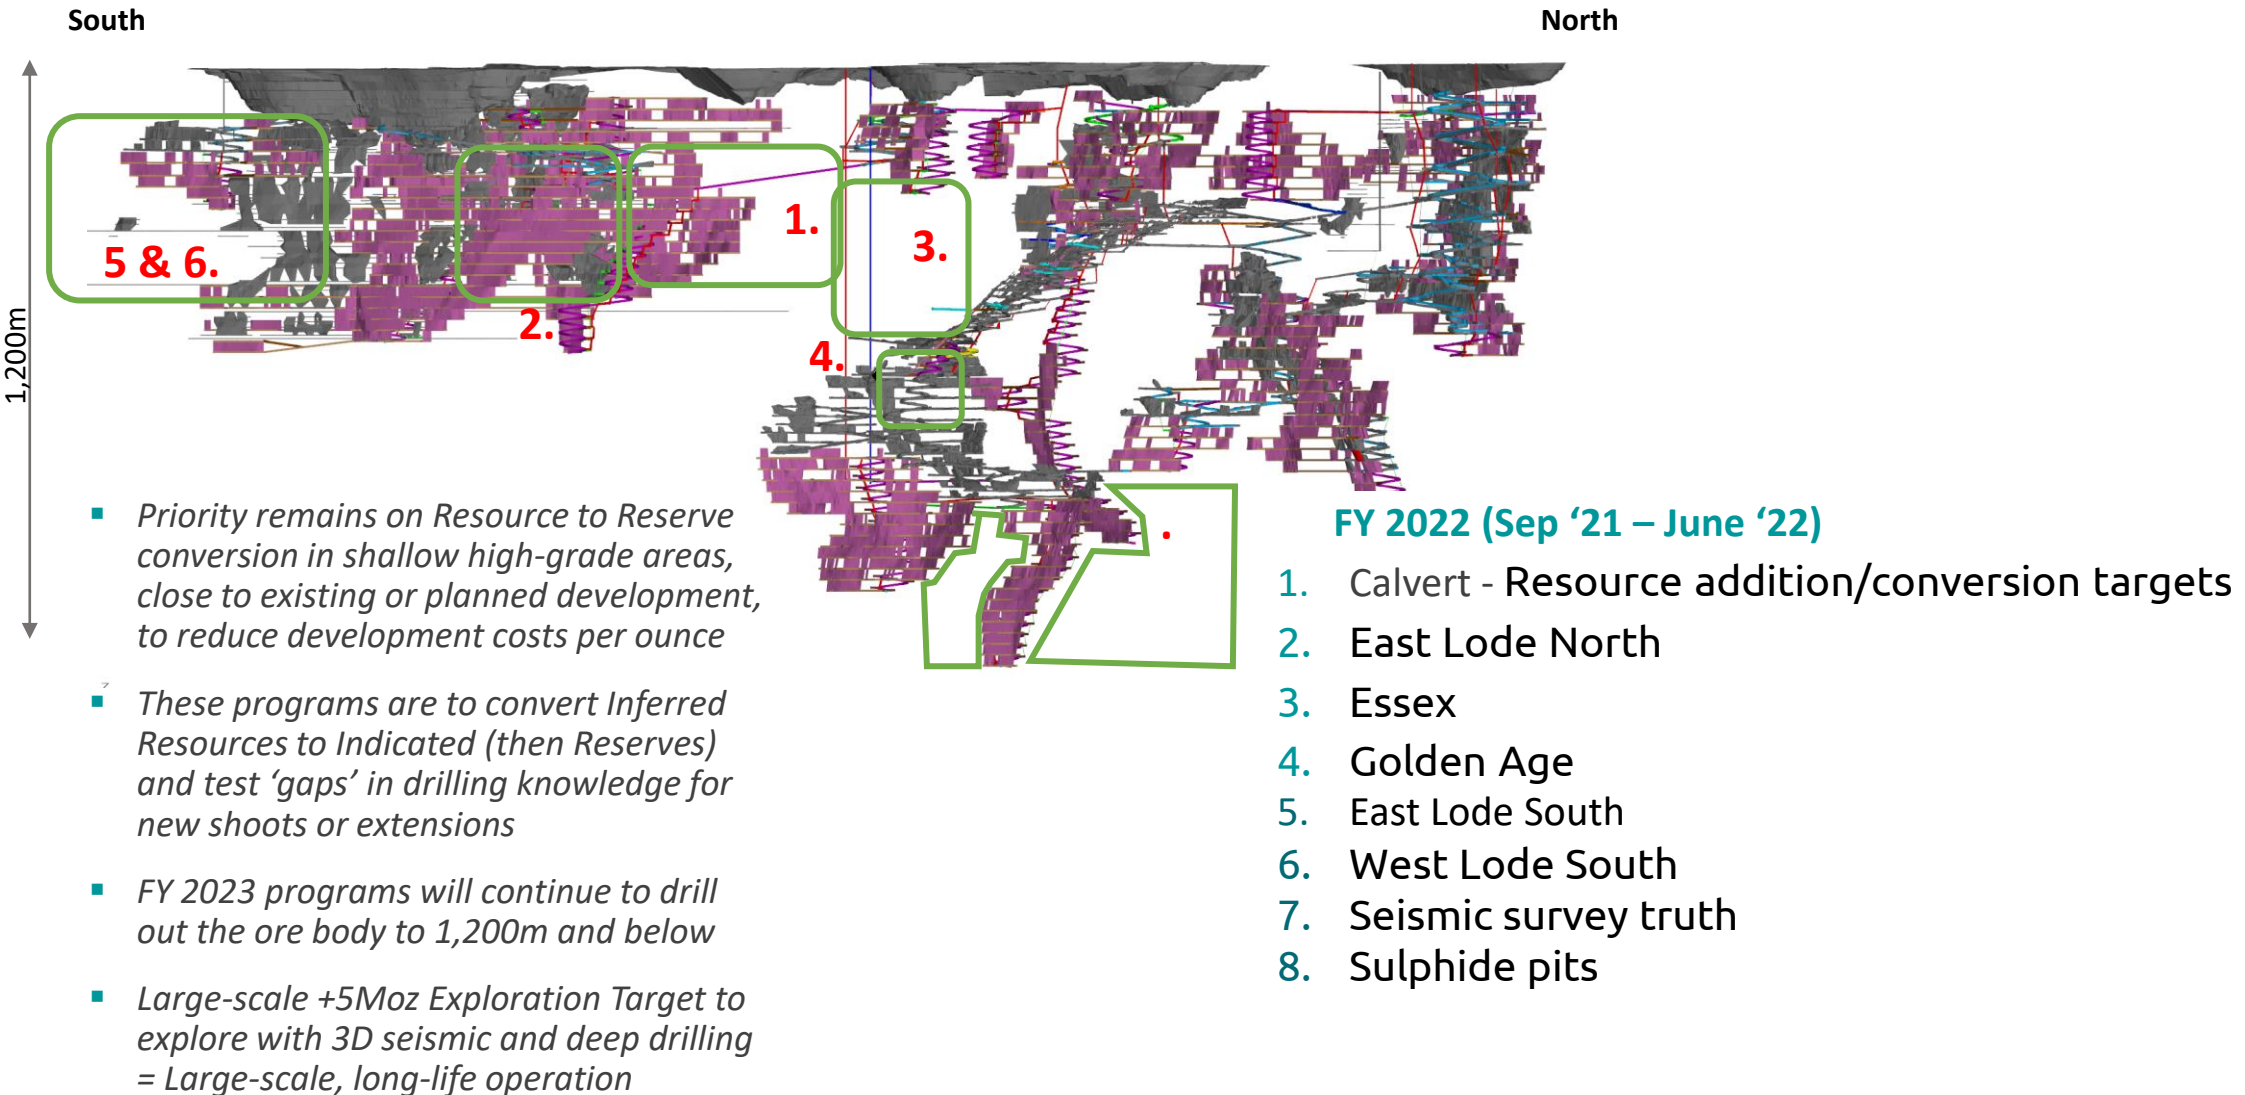 South
North
1,200m
1.
3.
5 & 6.
2.
4.
.
▪ Priority remains on Resource to Reserve
conversion in shallow high-grade areas,
close to existing or planned development,
to reduce development costs per ounce
▪ These programs are to convert Inferred
Resources to Indicated (then Reserves)
and test ‘gaps’ in drilling knowledge for
new shoots or extensions
▪ FY 2023 programs will continue to drill
out the ore body to 1,200m and below
▪ Large-scale +5Moz Exploration Target to
explore with 3D seismic and deep drilling
= Large-scale, long-life operation
FY 2022 (Sep ‘21 – June ‘22)
1. Calvert - Resource addition/conversion targets
2. East Lode North
3. Essex
4. Golden Age
5. East Lode South
6. West Lode South
7. Seismic survey truth
8. Sulphide pits